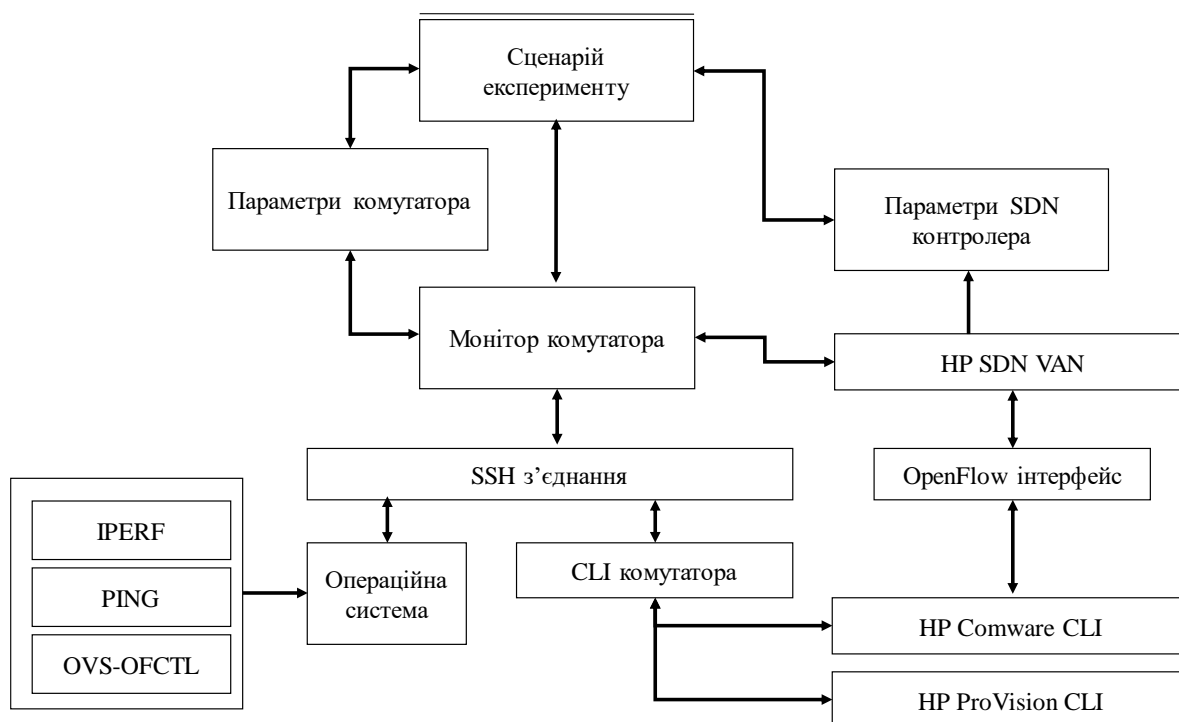 Сценарій
експерименту
Параметри комутатора
Параметри SDN
контролера
Монітор комутатора
HP SDN VAN
SSH з’єднання
OpenFlow інтерфейс
IPERF
PING
OVS-OFCTL
Операційна
система
CLI комутатора
HP Comware CLI
HP ProVision CLI